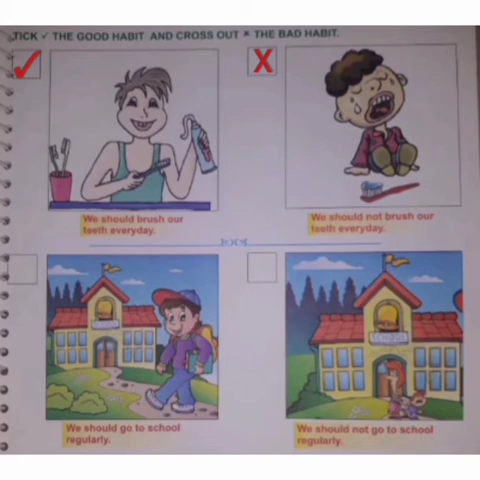 TICK ✓ THE GOOD HABIT AND CROSS OUT × THE BAD HABIT.
We should brush our
teeth everyday.
We should not brush our
teeth everyday.
We should go to school
regularly.
We should not go to school
regularly.